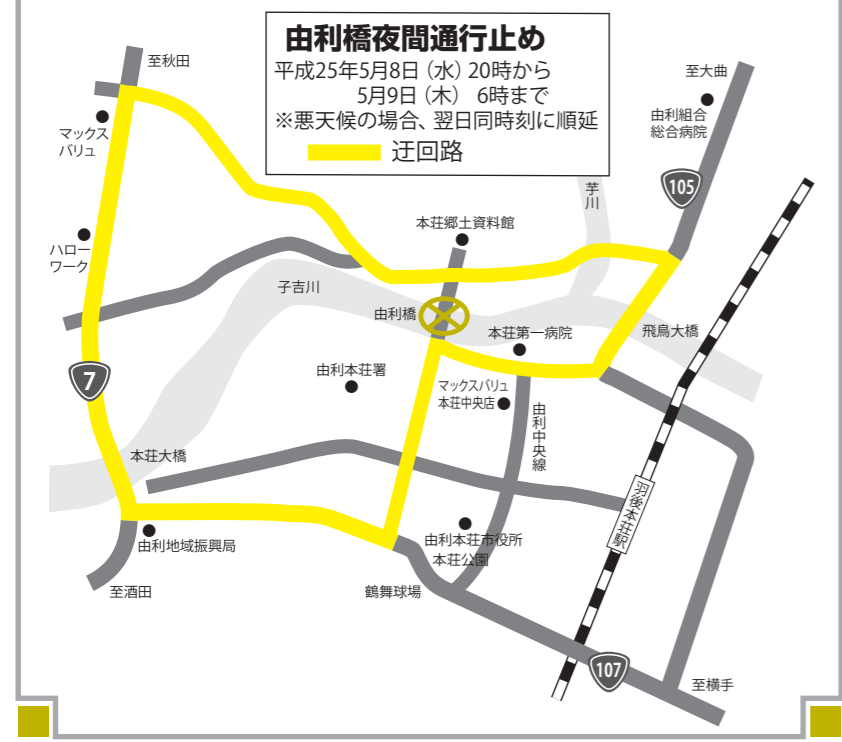 由利橋夜間通行止め
平成25年5月8日（水）20時から
5月9日（木） 6時まで
※悪天候の場合、翌日同時刻に順延
迂回路
至秋田
マックス
バリュ
ハロー
ワーク
至大曲
由利組合
総合病院
105
芋川
本荘郷土資料館
子吉川
由利橋
本荘第一病院
飛鳥大橋
7
由利本荘署
マックスバリュ
本荘中央店
由利中央線
本荘大橋
羽後本荘駅
由利地域振興局
由利本荘市役所
本荘公園
至酒田
鶴舞球場
107
至横手